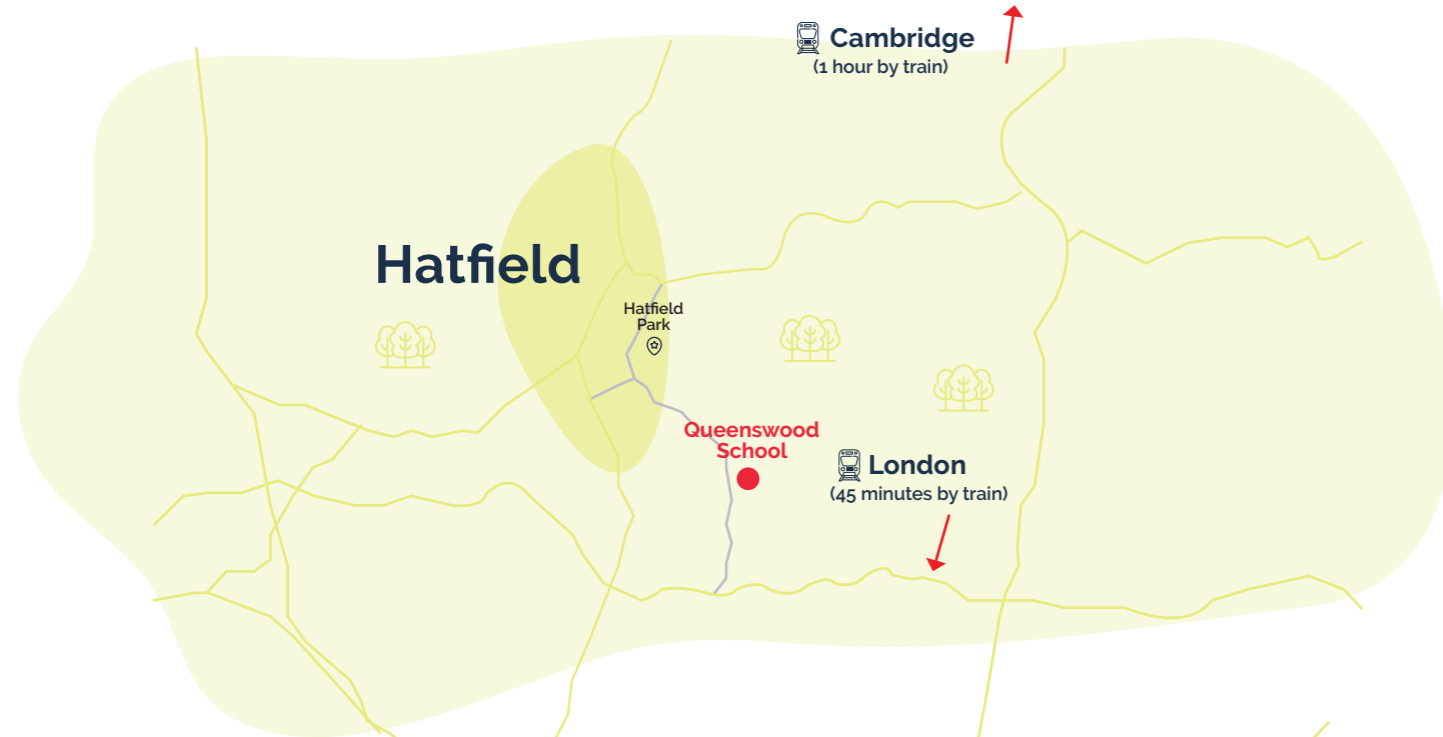 Cambridge
(1 hour by train)
Hatfield
Hatfield
Park
Queenswood
School
London
(45 minutes by train)